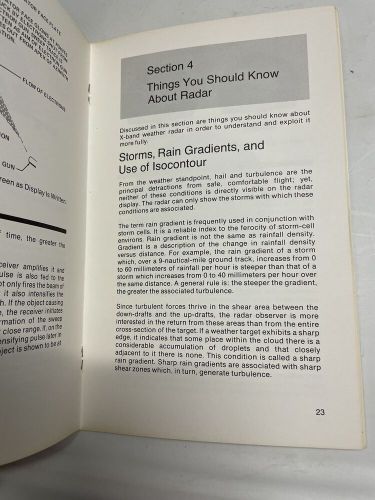 FACE PLATE
FLOW OF ELECTRONS
GUN
reen as Display Is Written.
time, the greater the
ceiver amplifies it and
ulse is also fed to the
ot only fires the beam of
it also intensifies the
h. If the object casing
e, the receiver initiates
rmation of the sweep
close range. If, on the
ensifying pulse later in
ject is shown to be at
Section 4
Things You Should Know
About Radar
Discussed in this section are things you should know about
X-band weather radar in order to understand and exploit it
more fully.
Storms, Rain Gradients, and
Use of Isocontour
From the weather standpoint, hail and turbulence are the
principal detractions from safe, comfortable flight; yet,
neither of these conditions is directly visible on the radar
display. The radar can only show the storms with which these
conditions are associated.
The term rain gradient is frequently used in conjunction with
storm cells. It is a reliable index to the ferocity of storm-cell
environs. Rain gradient is not the same as rainfall density.
Gradient is a description of the change in rainfall density
versus distance. For example, the rain gradient of a storm
which, over a 9-nautical-mile ground track, increases from 0
to 60 millimeters of rainfall per hour is steeper than that of a
storm which increases from 0 to 40 millimeters per hour over
the same distance. A general rule is: the steeper the gradient,
the greater the associated turbulence.
Since turbulent forces thrive in the shear area between the
down-drafts and the up-drafts, the radar observer is more
interested in the return from these areas than from the entire
cross-section of the target. If a weather target exhibits a sharp
edge, it indicates that some place within the cloud there is a
considerable accumulation of droplets and that closely
adjacent to it there is none. This condition is called a sharp
rain gradient. Sharp rain gradients are associated with sharp
shear zones which, in turn, generate turbulence.
23